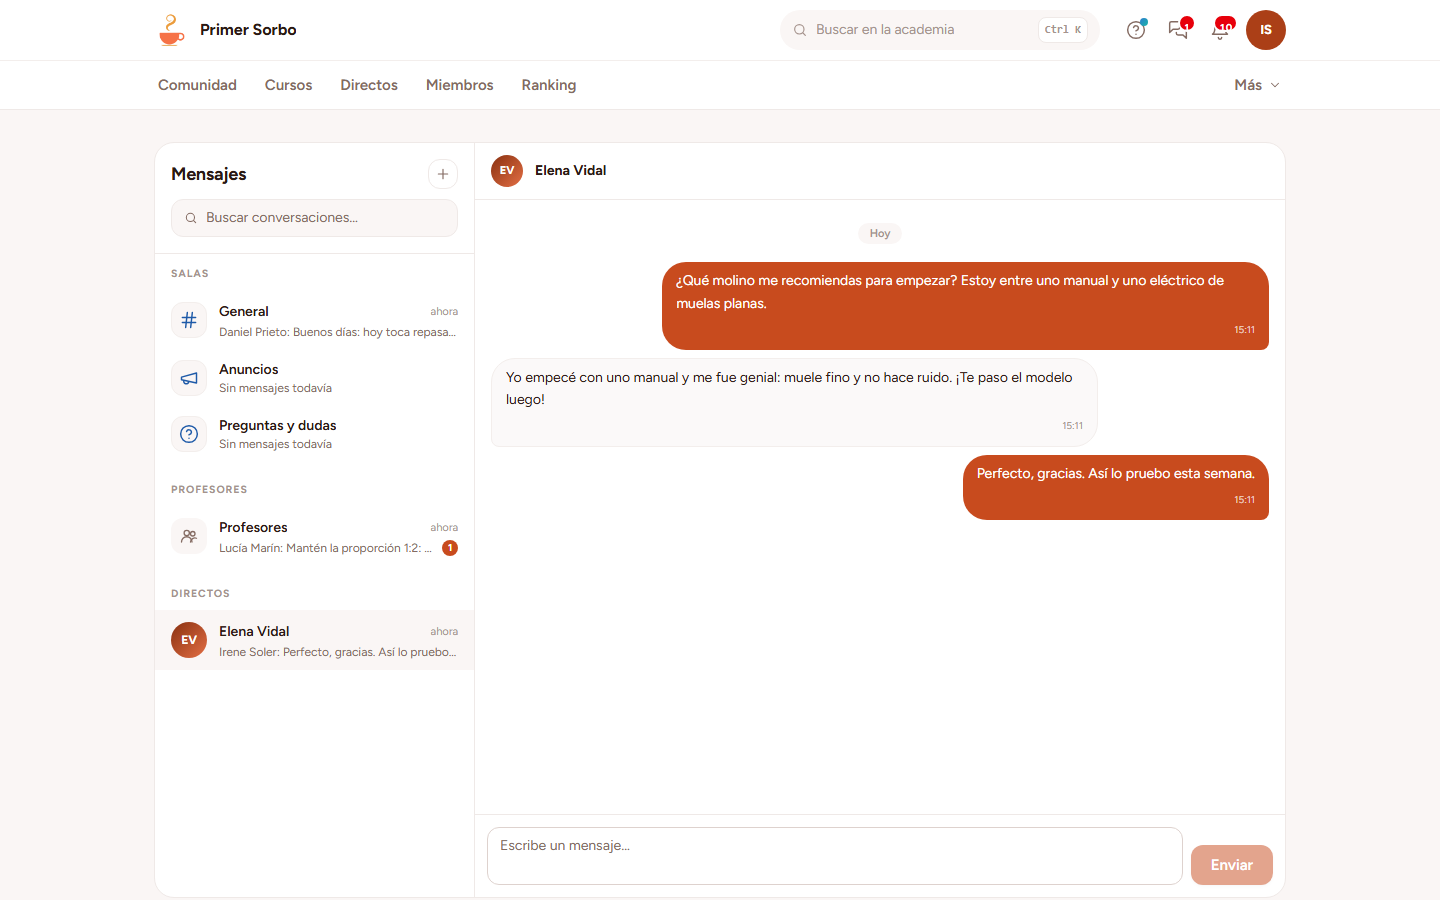 Primer Sorbo
Buscar en la academia
Ctrl K
1
10
IS
Comunidad
Cursos
Directos
Miembros
Ranking
Más
Mensajes
Buscar conversaciones...
SALAS
General
ahora
Daniel Prieto: Buenos días: hoy toca repasa...
Anuncios
Sin mensajes todavía
Preguntas y dudas
Sin mensajes todavía
PROFESORES
Profesores
ahora
Lucía Marín: Mantén la proporción 1:2: ...
1
DIRECTOS
EV
Elena Vidal
ahora
Irene Soler: Perfecto, gracias. Así lo pruebo...
EV
Elena Vidal
Hoy
¿Qué molino me recomiendas para empezar? Estoy entre uno manual y uno eléctrico de
muelas planas.
15:11
Yo empecé con uno manual y me fue genial: muele fino y no hace ruido. ¡Te paso el modelo
luego!
15:11
Perfecto, gracias. Así lo pruebo esta semana.
15:11
Escribe un mensaje...
Enviar